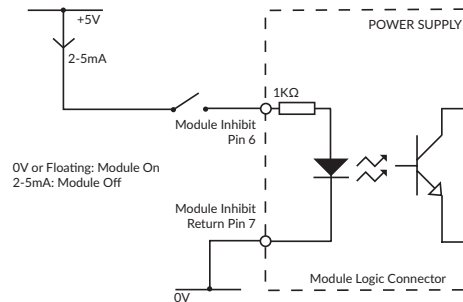 +5V
POWER SUPPLY
2-5mA
1KΩ
Module Inhibit
Pin 6
0V or Floating: Module On
2-5mA: Module Off
Module Inhibit
Return Pin 7
Module Logic Connector
0V